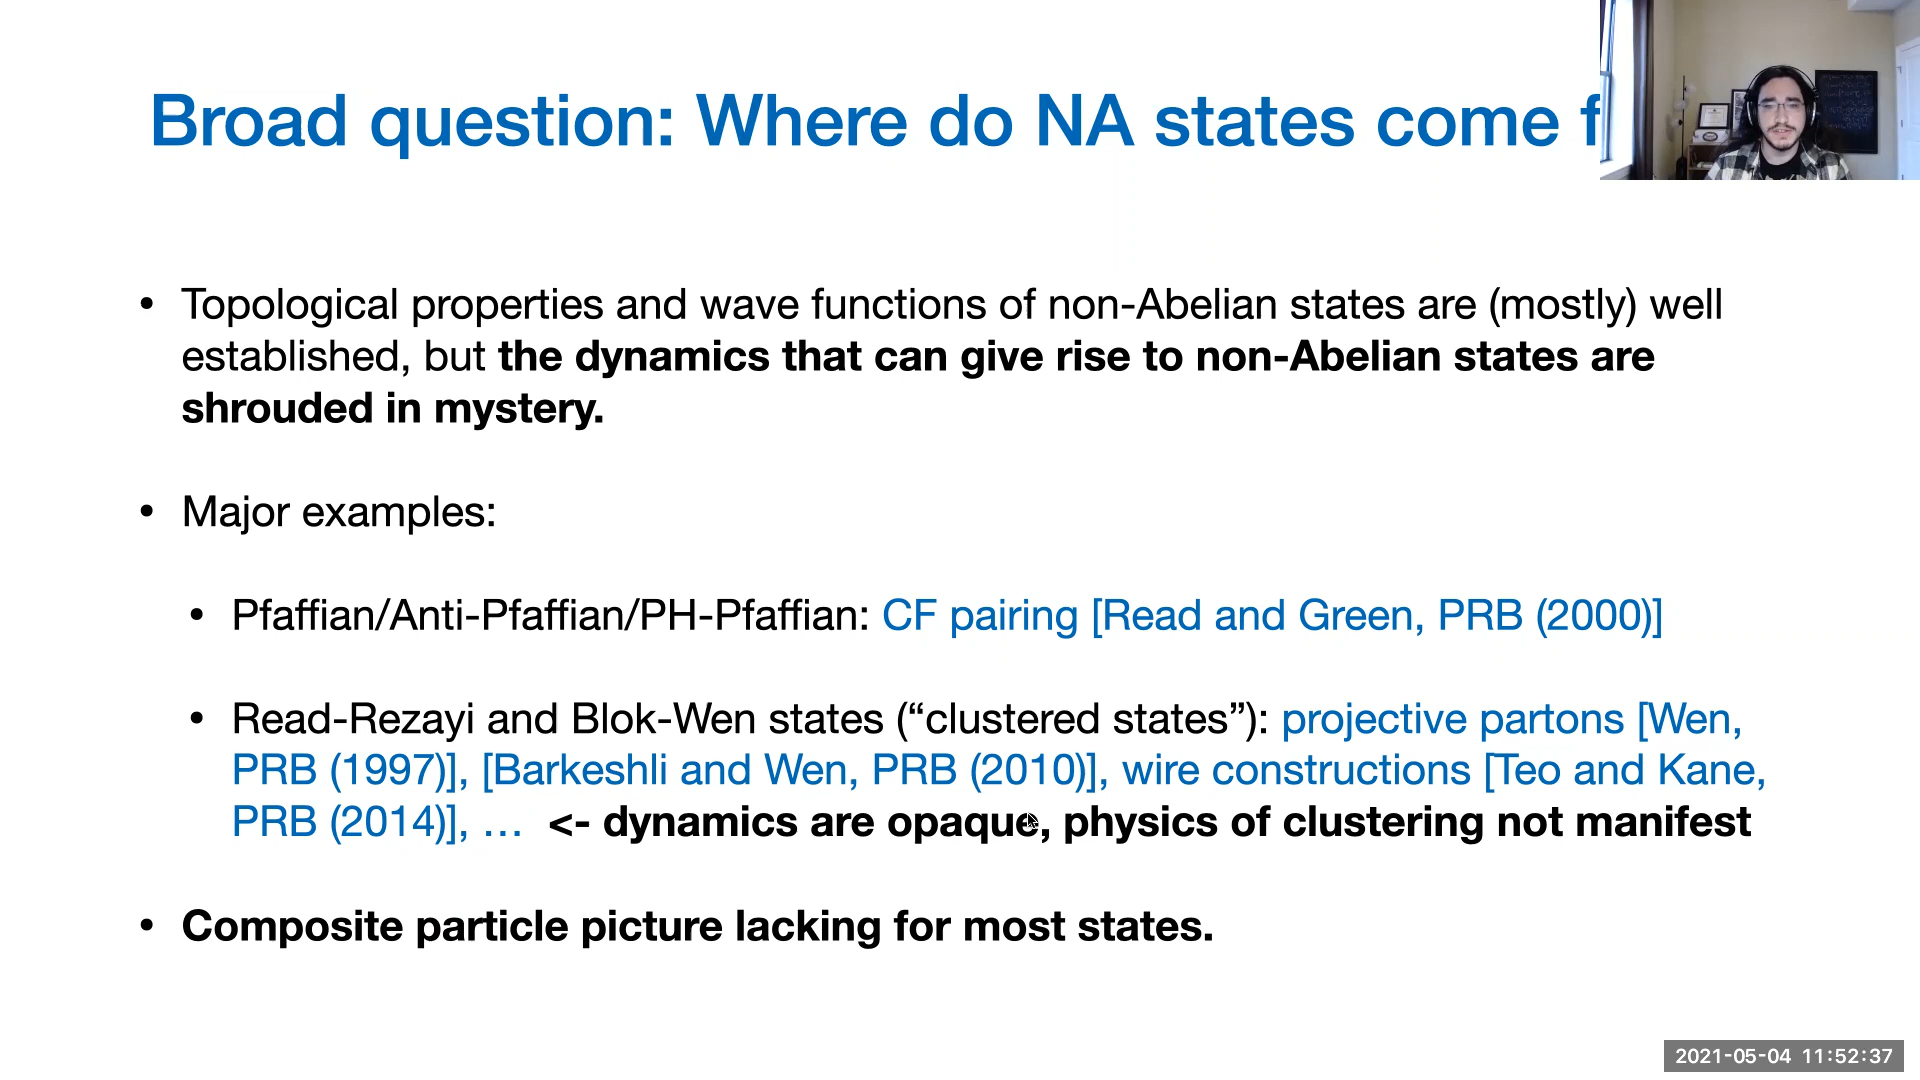 Broad question: Where do NA states come f
• Topological properties and wave functions of non-Abelian states are (mostly) well
established, but the dynamics that can give rise to non-Abelian states are
shrouded in mystery.
• Major examples:
• Pfaffian/Anti-Pfaffian/PH-Pfaffian: CF pairing [Read and Green, PRB (2000)]
• Read-Rezayi and Blok-Wen states (“clustered states”): projective partons [Wen,
PRB (1997)], [Barkeshli and Wen, PRB (2010)], wire constructions [Teo and Kane,
PRB (2014)], … <- dynamics are opaque, physics of clustering not manifest
• Composite particle picture lacking for most states.
2021-05-04 11:52:37